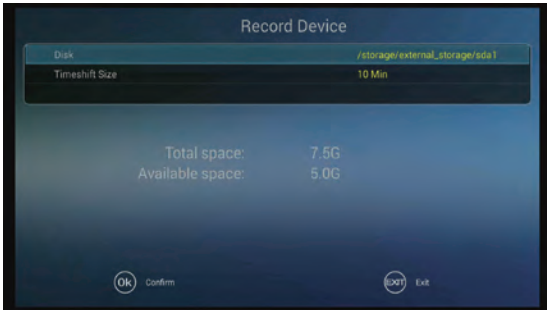 Record Device
Disk /storage/external_storage/sda1
Timeshift Size 10 Min
Total space: 7.5G
Available space: 5.0G
Ok Confirm EXIT Exit